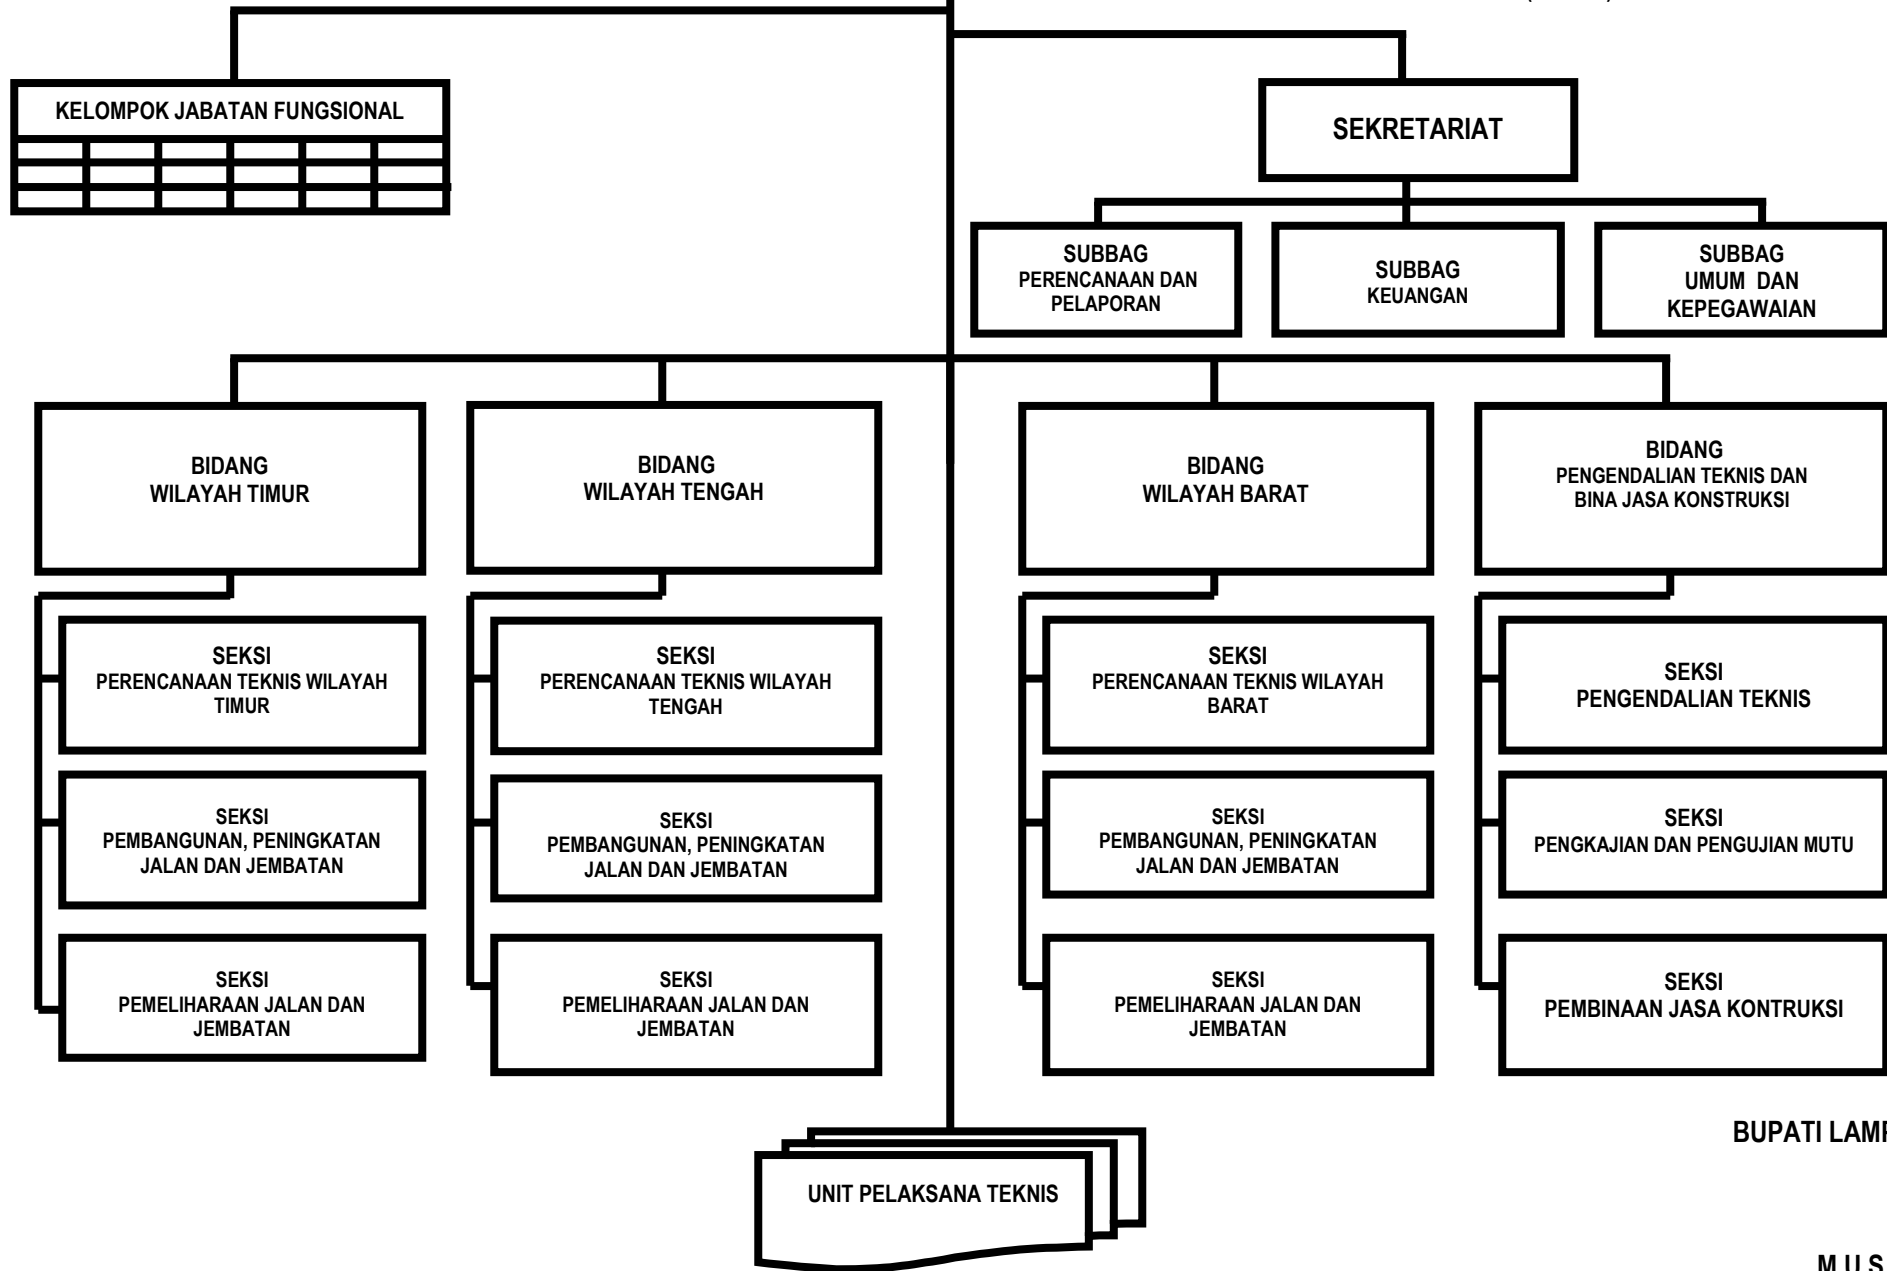 KELOMPOK JABATAN FUNGSIONAL
SEKRETARIAT
SUBBAG
PERENCANAAN DAN
PELAPORAN
SUBBAG
KEUANGAN
SUBBAG
UMUM DAN
KEPEGAWAIAN
BIDANG
WILAYAH TIMUR
BIDANG
WILAYAH TENGAH
BIDANG
WILAYAH BARAT
BIDANG
PENGENDALIAN TEKNIS DAN
BINA JASA KONSTRUKSI
SEKSI
PERENCANAAN TEKNIS WILAYAH
TIMUR
SEKSI
PERENCANAAN TEKNIS WILAYAH
TENGAH
SEKSI
PERENCANAAN TEKNIS WILAYAH
BARAT
SEKSI
PENGENDALIAN TEKNIS
SEKSI
PEMBANGUNAN, PENINGKATAN
JALAN DAN JEMBATAN
SEKSI
PEMBANGUNAN, PENINGKATAN
JALAN DAN JEMBATAN
SEKSI
PEMBANGUNAN, PENINGKATAN
JALAN DAN JEMBATAN
SEKSI
PENGKAJIAN DAN PENGUJIAN MUTU
SEKSI
PEMELIHARAAN JALAN DAN
JEMBATAN
SEKSI
PEMELIHARAAN JALAN DAN
JEMBATAN
SEKSI
PEMELIHARAAN JALAN DAN
JEMBATAN
SEKSI
PEMBINAAN JASA KONTRUKSI
BUPATI
UNIT PELAKSANA TEKNIS